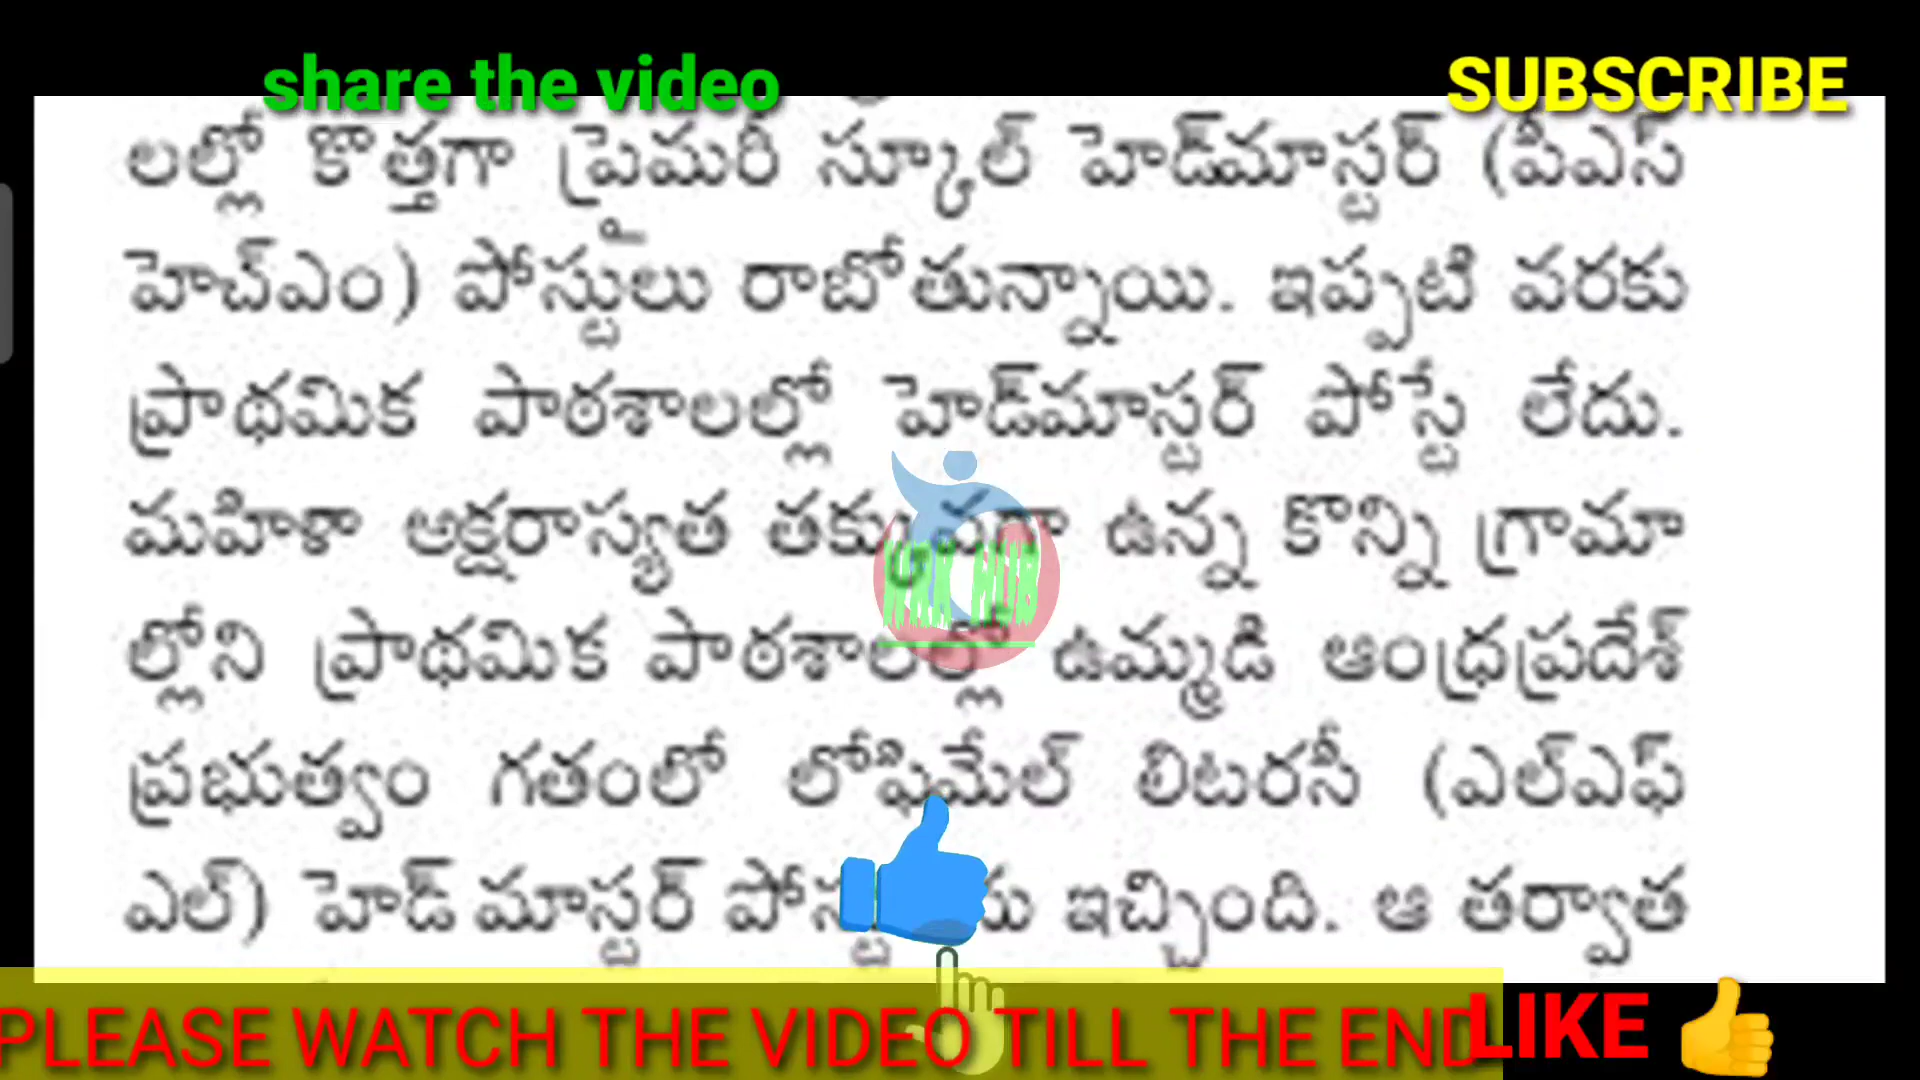 share the video
SUBSCRIBE
లల్లో కొత్తగా ప్రైమరీ స్కూల్ హెడ్‌మాస్టర్ (పీఎస్
హెచ్ఎం) పోస్టులు రాబోతున్నాయి. ఇప్పటి వరకు
ప్రాథమిక పాఠశాలల్లో హెడ్‌మాస్టర్ పోస్టే లేదు.
మహిళా అక్షరాస్యత తక్కువగా ఉన్న కొన్ని గ్రామా
ల్లోని ప్రాథమిక పాఠశాలల్లో ఉమ్మడి ఆంధ్రప్రదేశ్
ప్రభుత్వం గతంలో లోఫిమేల్ లిటరసీ (ఎల్ఎఫ్
ఎల్) హెడ్ మాస్టర్ ఇచ్చింది. ఆ తర్వాత
PLEASE WATCH THE VIDEO TILL THE END
LIKE